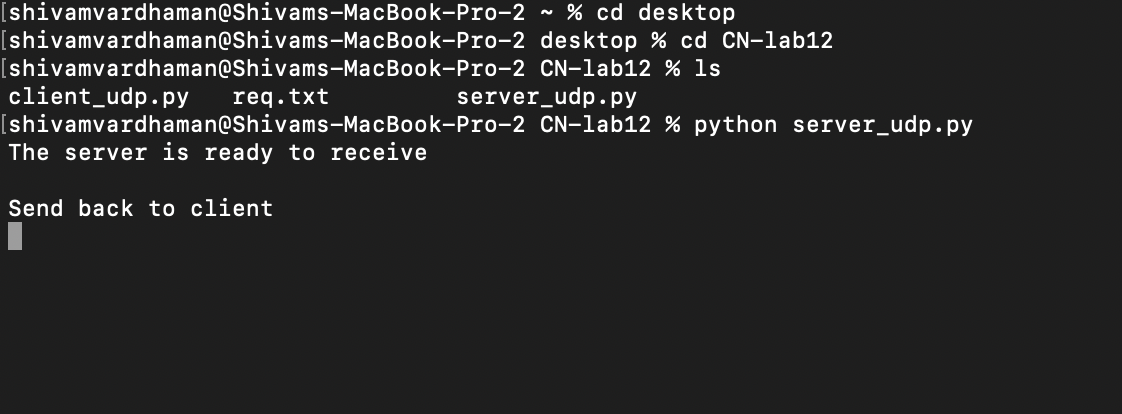 [shivamvardhaman@Shivams-MacBook-Pro-2 ~ % cd desktop
[shivamvardhaman@Shivams-MacBook-Pro-2 desktop % cd CN-lab12
[shivamvardhaman@Shivams-MacBook-Pro-2 CN-lab12 % ls
client_udp.py   req.txt         server_udp.py
[shivamvardhaman@Shivams-MacBook-Pro-2 CN-lab12 % python server_udp.py
The server is ready to receive
Send back to client